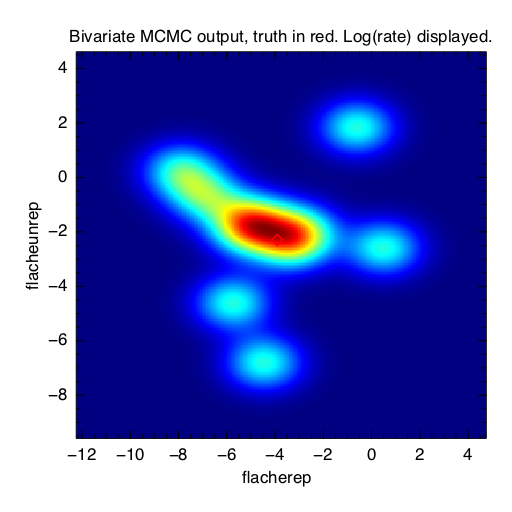 Bivariate MCMC output, truth in red. Log(rate) displayed.
4
2
0
−2
−4
−6
−8
flacheunrep
−12 −10 −8 −6 −4 −2 0 2 4
flacherep